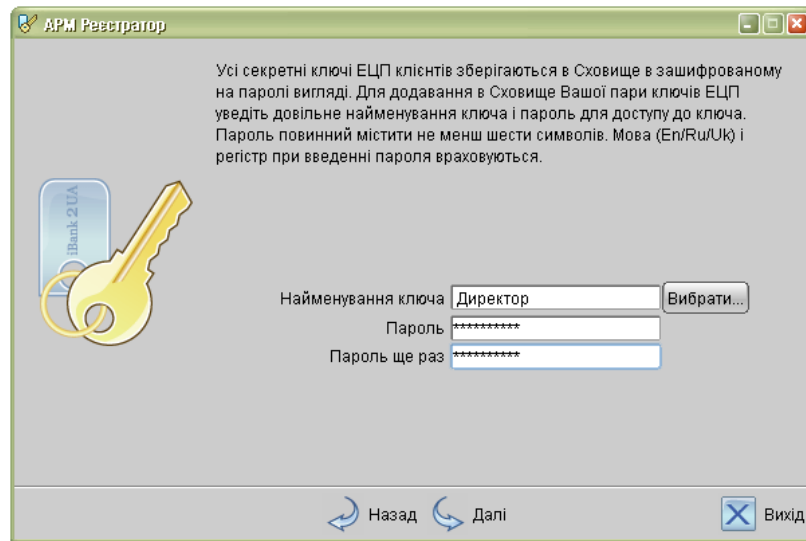 АРМ Реєстратор
Усі секретні ключі ЕЦП клієнтів зберігаються в Сховище в зашифрованому
на паролі вигляді. Для додавання в Сховище Вашої пари ключів ЕЦП
уведіть довільне найменування ключа і пароль для доступу до ключа.
Пароль повинний містити не менш шести символів. Мова (En/Ru/Uk) і
регістр при введенні пароля враховуються.
iBank 2 UA
Найменування ключа Директор Вибрати...
Пароль **********
Пароль ще раз **********
Назад Далі Вихід